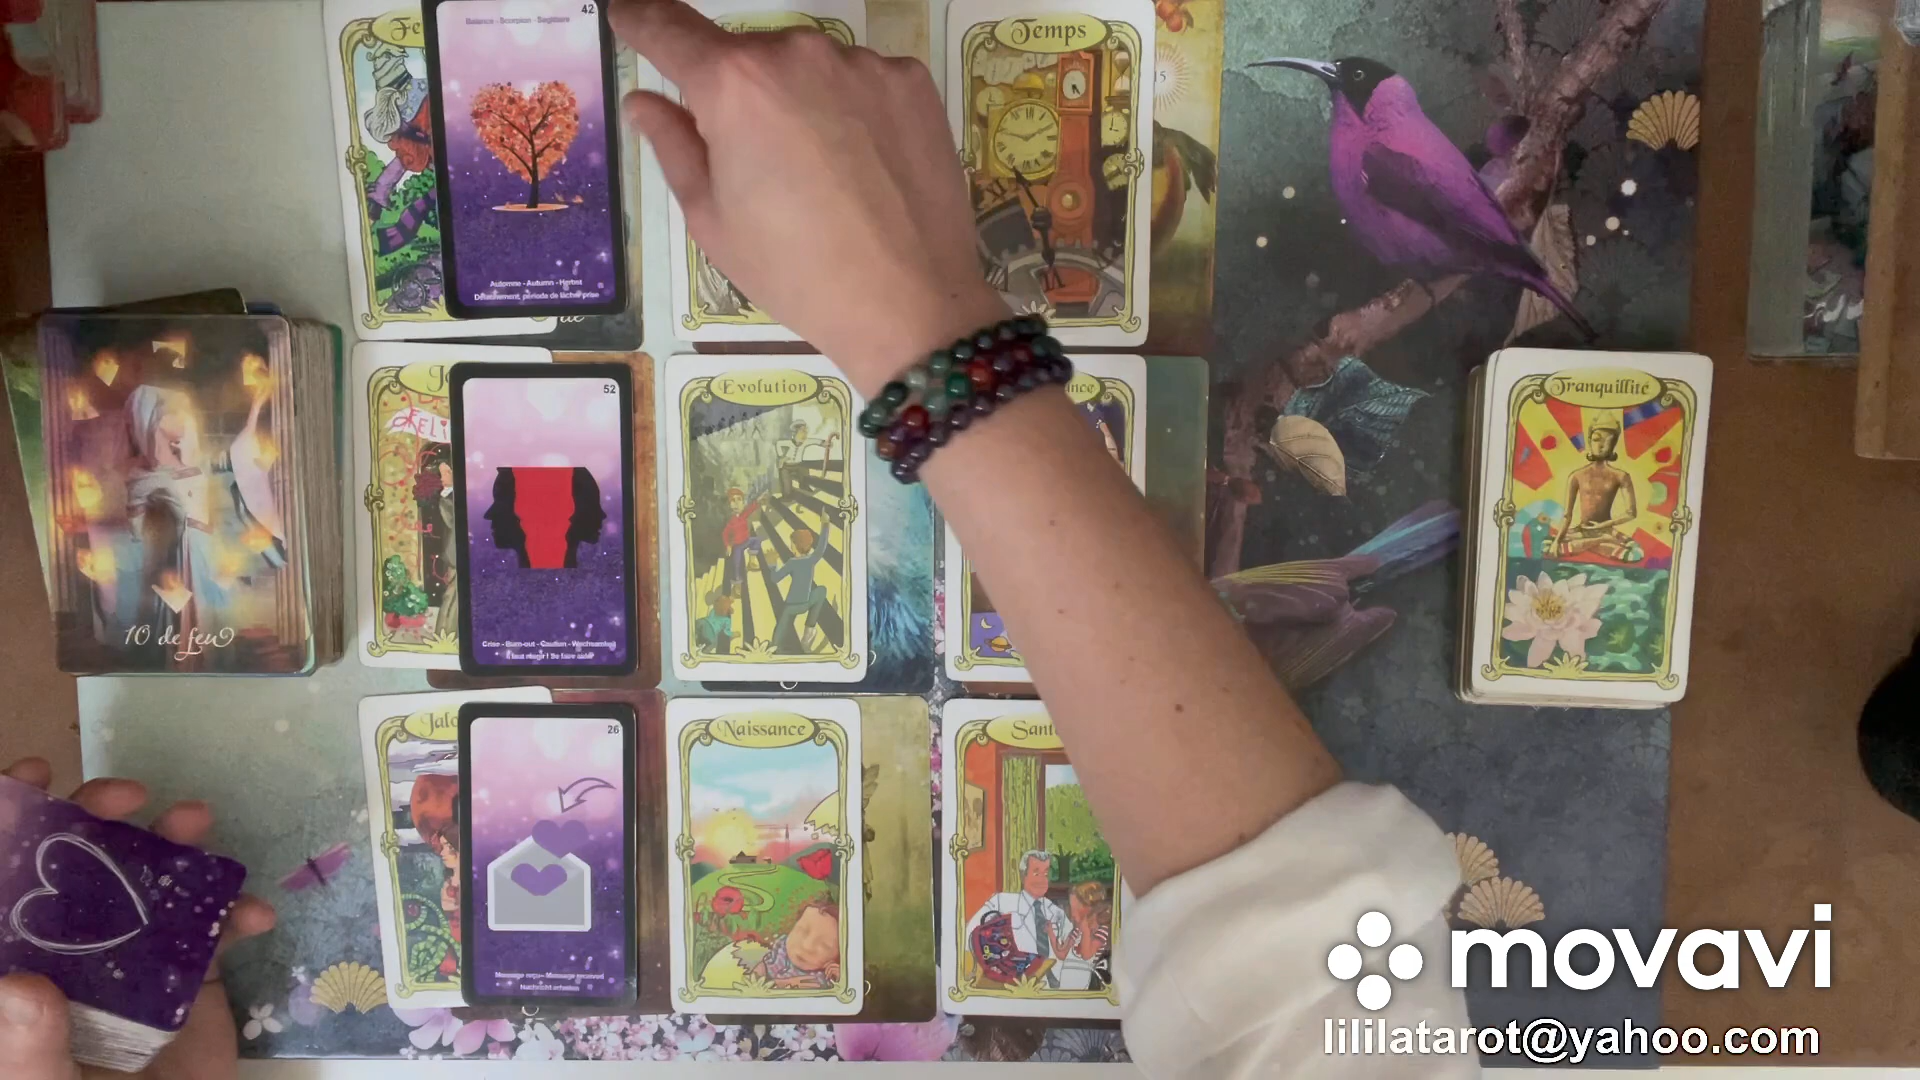 42
Balance - Scorpion - Sagittaire
Temps
15
Automne - Autumn - Herbst
Détachement, période de lâcher prise
52
Evolution
Tranquillité
10 de feu
Crise - Burn-out - Caution - Warnsaming
Il faut réagir ! Se faire aider
26
Naissance
Message reçu - Message received
Nachricht erhalten
movavi
lililatarot@yahoo.com